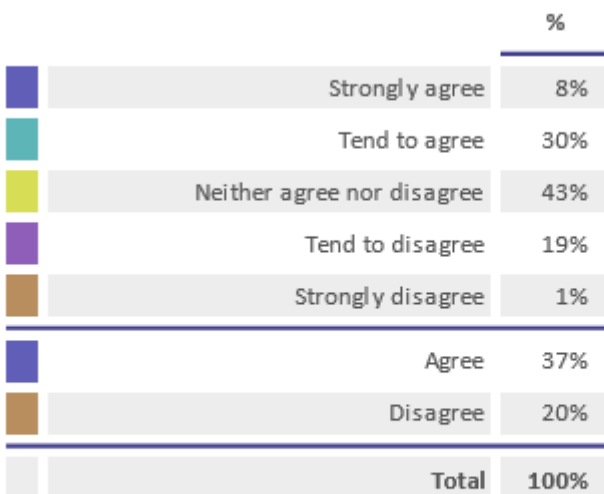 %
Strongly agree 8%
Tend to agree 30%
Neither agree nor disagree 43%
Tend to disagree 19%
Strongly disagree 1%
Agree 37%
Disagree 20%
Total 100%